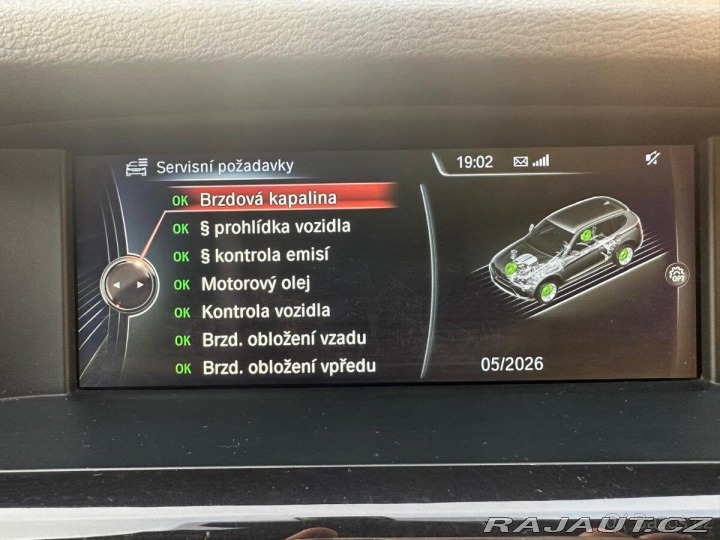 Servisní požadavky
19:02
OK Brzdová kapalina
OK § prohlídka vozidla
OK § kontrola emisí
OK Motorový olej
OK Kontrola vozidla
OK Brzd. obložení vzadu
OK Brzd. obložení vpředu
OPT
05/2026
RAJAUT.CZ